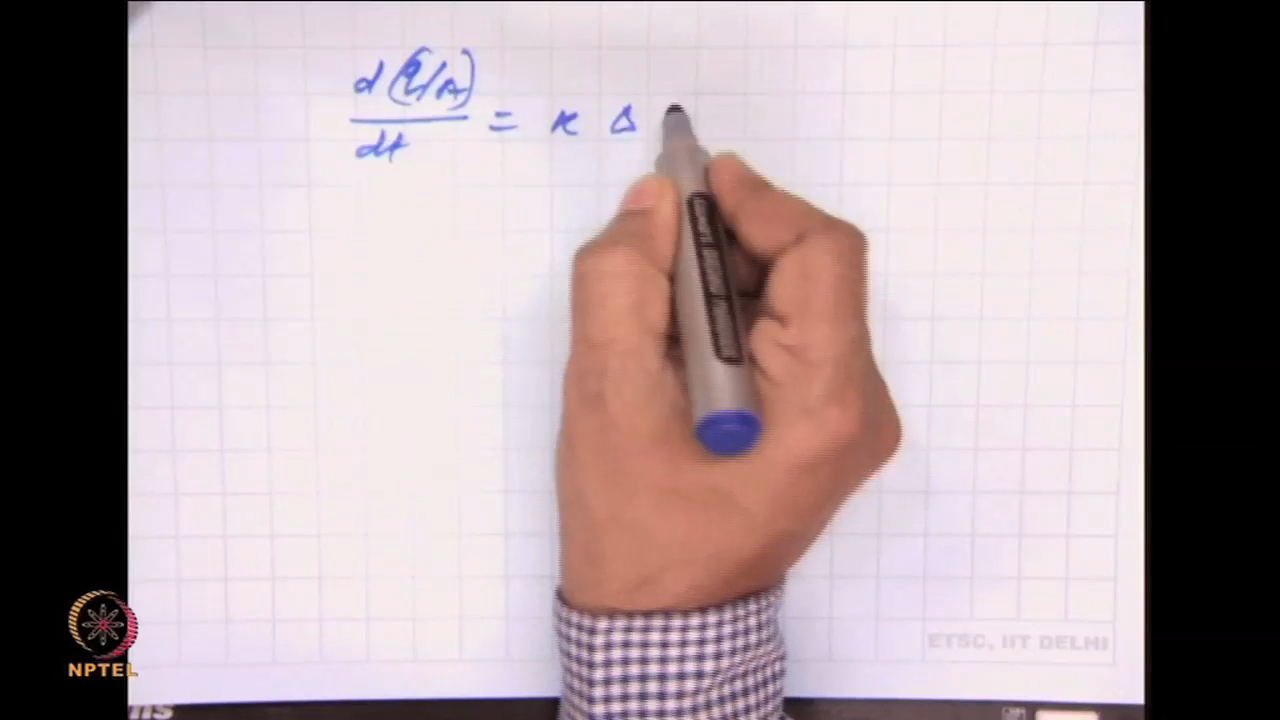 d(Q/A)/dt = K Δ
ETSC, IIT DELHI
NPTEL